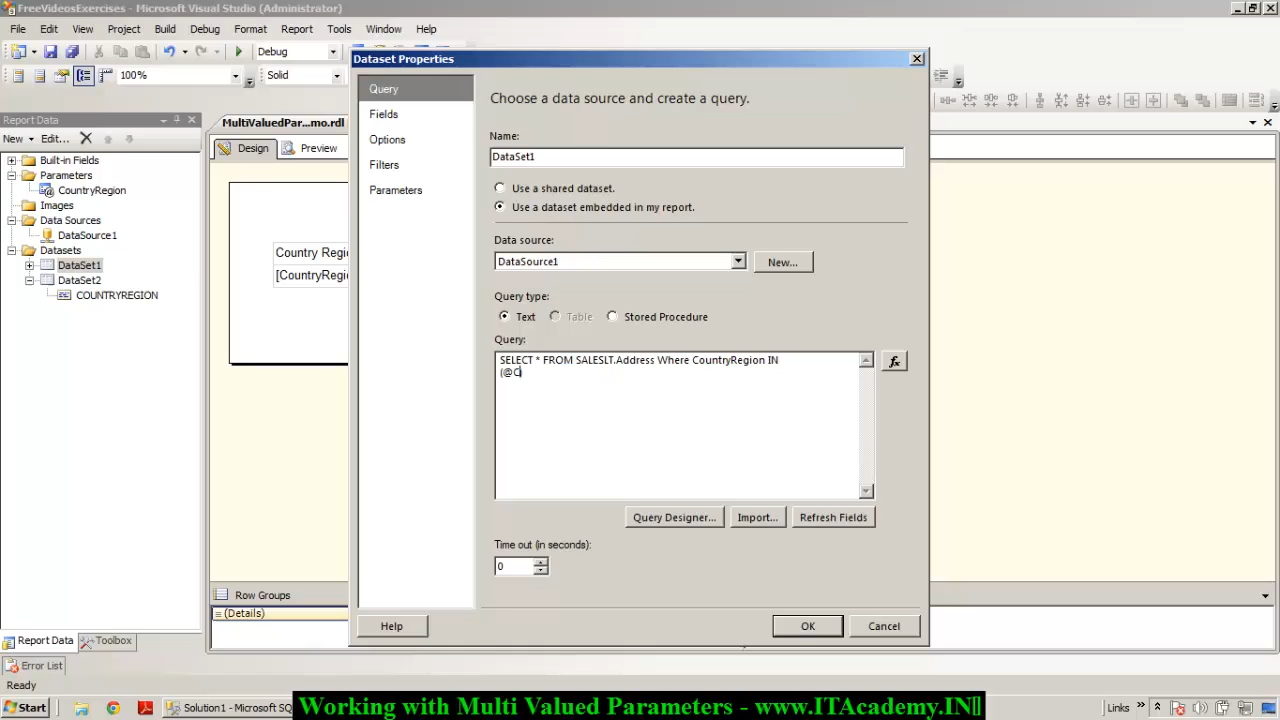 FreeVideosExercises - Microsoft Visual Studio (Administrator)
File Edit View Project Build Debug Format Report Tools Window Help
Debug
100% Solid
Report Data
New Edit...
Built-in Fields
Parameters
CountryRegion
Images
Data Sources
DataSource1
Datasets
DataSet1
DataSet2
COUNTRYREGION
MultiValuedPar...mo.rdl
Design Preview
Country Regi
[CountryRegi
Row Groups
(Details)
Dataset Properties
Query
Fields
Options
Filters
Parameters
Choose a data source and create a query.
Name:
DataSet1
Use a shared dataset.
Use a dataset embedded in my report.
Data source:
DataSource1
New...
Query type:
Text Table Stored Procedure
Query:
SELECT * FROM SALESLT.Address Where CountryRegion IN
(@C)
fx
Query Designer... Import... Refresh Fields
Time out (in seconds):
0
Help OK Cancel
Report Data Toolbox
Error List
Ready
Start Solution1 - Microsoft SQ Links
Working with Multi Valued Parameters - www.ITAcademy.IN